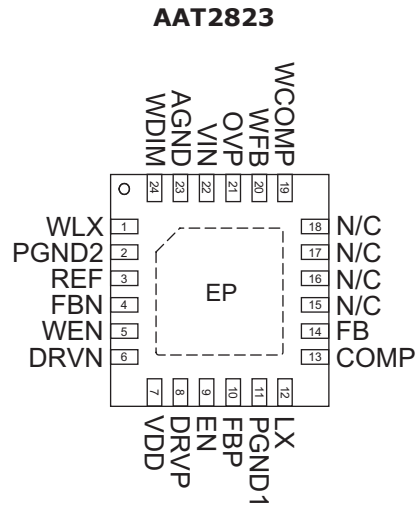 AAT2823
WDIM
AGND
VIN
OVP
WFB
WCOMP
24
23
22
21
20
19
WLX 1
PGND2 2
REF 3
FBN 4
WEN 5
DRVN 6
EP
18 N/C
17 N/C
16 N/C
15 N/C
14 FB
13 COMP
7
8
9
10
11
12
VDD
DRVP
EN
FBP
PGND1
LX